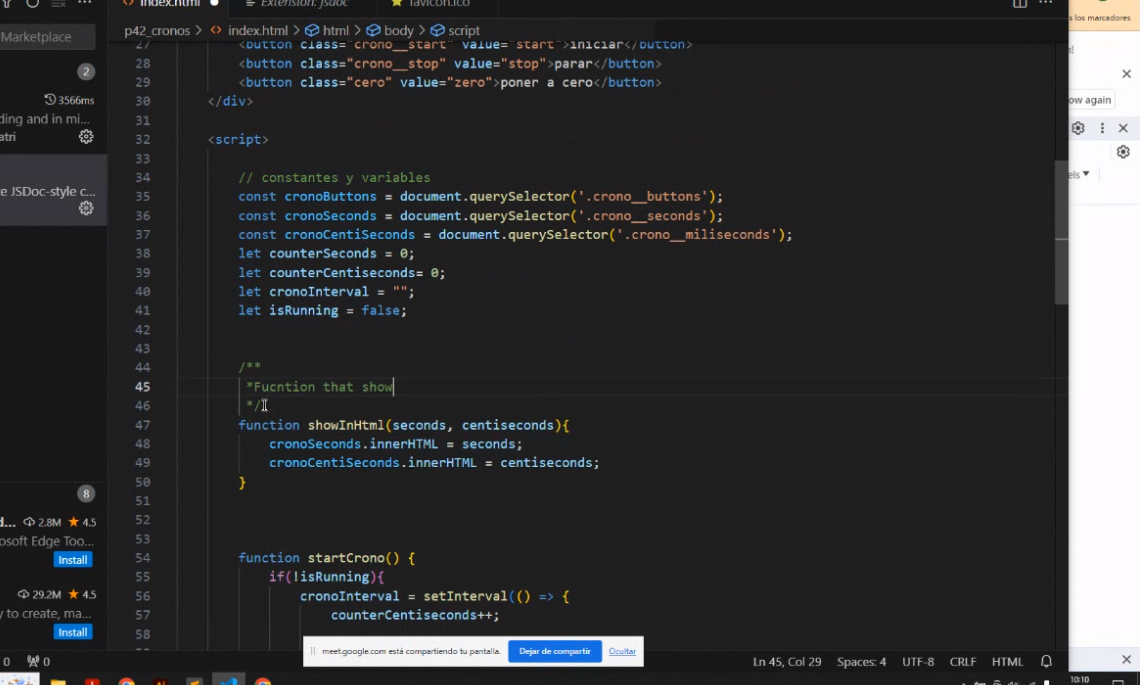 index.html
Extension: jsdoc
favicon.ico
los marcadores
Marketplace
p42_cronos > index.html > html > body > script
27 <button class="crono__start" value="start">iniciar</button>
28 <button class="crono__stop" value="stop">parar</button>
29 <button class="cero" value="zero">poner a cero</button>
30 </div>
31
32 <script>
33
34 // constantes y variables
35 const cronoButtons = document.querySelector('.crono__buttons');
36 const cronoSeconds = document.querySelector('.crono__seconds');
37 const cronoCentiSeconds = document.querySelector('.crono__miliseconds');
38 let counterSeconds = 0;
39 let counterCentiseconds= 0;
40 let cronoInterval = "";
41 let isRunning = false;
42
43
44 /**
45 *Fucntion that show
46 */
47 function showInHtml(seconds, centiseconds){
48 cronoSeconds.innerHTML = seconds;
49 cronoCentiSeconds.innerHTML = centiseconds;
50 }
51
52
53
54 function startCrono() {
55 if(!isRunning){
56 cronoInterval = setInterval(() => {
57 counterCentiseconds++;
58
2
3566ms
ding and in mi...
atri
e JSDoc-style c...
8
d... 2.8M ★ 4.5
osoft Edge Too...
Install
29.2M ★ 4.5
y to create, ma...
Install
ow again
els
meet.google.com está compartiendo tu pantalla.
Dejar de compartir
Ocultar
0
0
Ln 45, Col 29
Spaces: 4
UTF-8
CRLF
HTML
10:10